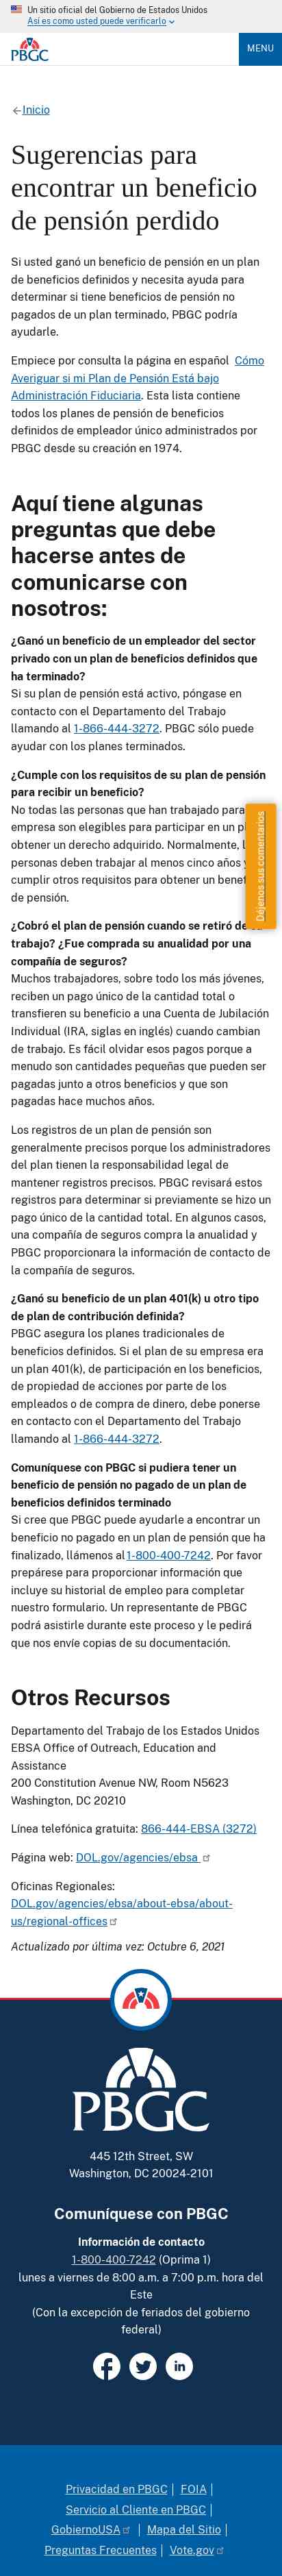 Un sitio oficial del Gobierno de Estados Unidos
Así es como usted puede verificarlo
PBGC
MENU
Inicio
Sugerencias para
encontrar un beneficio
de pensión perdido
Si usted ganó un beneficio de pensión en un plan
de beneficios definidos y necesita ayuda para
determinar si tiene beneficios de pensión no
pagados de un plan terminado, PBGC podría
ayudarle.
Empiece por consulta la página en español Cómo
Averiguar si mi Plan de Pensión Está bajo
Administración Fiduciaria. Esta lista contiene
todos los planes de pensión de beneficios
definidos de empleador único administrados por
PBGC desde su creación en 1974.
Aquí tiene algunas
preguntas que debe
hacerse antes de
comunicarse con
nosotros:
¿Ganó un beneficio de un empleador del sector
privado con un plan de beneficios definidos que
ha terminado?
Si su plan de pensión está activo, póngase en
contacto con el Departamento del Trabajo
llamando al 1-866-444-3272. PBGC sólo puede
ayudar con los planes terminados.
¿Cumple con los requisitos de su plan de pensión
para recibir un beneficio?
No todas las personas que han trabajado para
empresa son elegibles para participar en un
obtener un derecho adquirido. Normalmente,
personas deben trabajar al menos cinco años y
cumplir otros requisitos para obtener un
de pensión.
¿Cobró el plan de pensión cuando se retiró de
trabajo? ¿Fue comprada su anualidad por una
compañía de seguros?
Muchos trabajadores, sobre todo los más jóvenes,
reciben un pago único de la cantidad total o
transfieren su beneficio a una Cuenta de Jubilación
Individual (IRA, siglas en inglés) cuando cambian
de trabajo. Es fácil olvidar esos pagos porque a
menudo son cantidades pequeñas que pueden ser
pagadas junto a otros beneficios y que son
pagadas hace muchos años.
Los registros de un plan de pensión son
generalmente precisos porque los administradores
del plan tienen la responsabilidad legal de
mantener registros precisos. PBGC revisará estos
registros para determinar si previamente se hizo un
pago único de la cantidad total. En algunos casos,
una compañía de seguros compra la anualidad y
PBGC proporcionara la información de contacto de
la compañía de seguros.
¿Ganó su beneficio de un plan 401(k) u otro tipo
de plan de contribución definida?
PBGC asegura los planes tradicionales de
beneficios definidos. Si el plan de su empresa era
un plan 401(k), de participación en los beneficios,
de propiedad de acciones por parte de los
empleados o de compra de dinero, debe ponerse
en contacto con el Departamento del Trabajo
llamando al 1-866-444-3272.
Comuníquese con PBGC si pudiera tener un
beneficio de pensión no pagado de un plan de
beneficios definidos terminado
Si cree que PBGC puede ayudarle a encontrar un
beneficio no pagado en un plan de pensión que ha
finalizado, llámenos al 1-800-400-7242. Por favor
prepárese para proporcionar información que
incluye su historial de empleo para completar
nuestro formulario. Un representante de PBGC
podrá asistirle durante este proceso y le pedirá
que nos envíe copias de su documentación.
Otros Recursos
Departamento del Trabajo de los Estados Unidos
EBSA Office of Outreach, Education and
Assistance
200 Constitution Avenue NW, Room N5623
Washington, DC 20210
Línea telefónica gratuita: 866-444-EBSA (3272)
Página web: DOL.gov/agencies/ebsa
Oficinas Regionales:
DOL.gov/agencies/ebsa/about-ebsa/about-
us/regional-offices
Actualizado por última vez: Octubre 6, 2021
Déjenos sus comentarios
PBGC
445 12th Street, SW
Washington, DC 20024-2101
Comuníquese con PBGC
Información de contacto
1-800-400-7242 (Oprima 1)
lunes a viernes de 8:00 a.m. a 7:00 p.m. hora del
Este
(Con la excepción de feriados del gobierno
federal)
Privacidad en PBGC | FOIA |
Servicio al Cliente en PBGC |
GobiernoUSA | Mapa del Sitio |
Preguntas Frecuentes | Vote.gov